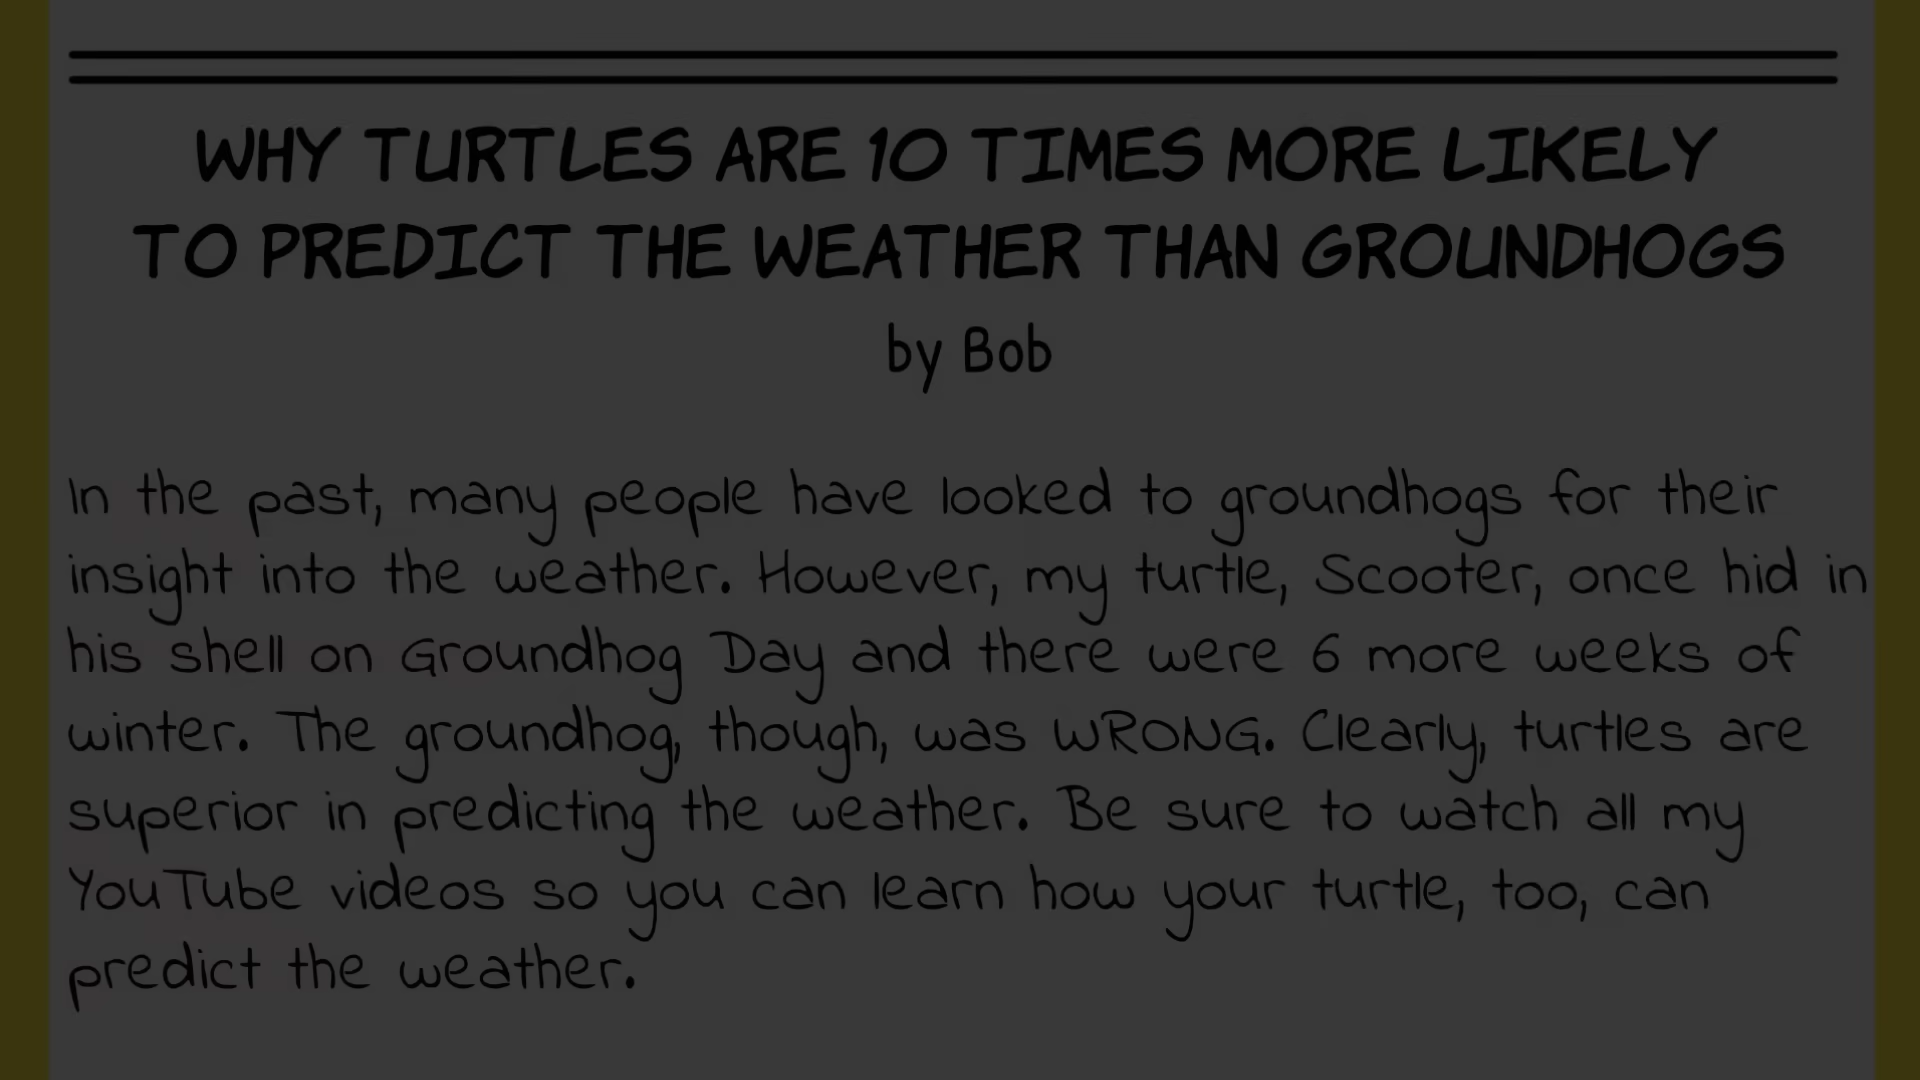 WHY TURTLES ARE 10 TIMES MORE LIKELY
TO PREDICT THE WEATHER THAN GROUNDHOGS
by Bob
In the past, many people have looked to groundhogs for their
insight into the weather. However, my turtle, Scooter, once hid in
his shell on Groundhog Day and there were 6 more weeks of
winter. The groundhog, though, was WRONG. Clearly, turtles are
superior in predicting the weather. Be sure to watch all my
YouTube videos so you can learn how your turtle, too, can
predict the weather.